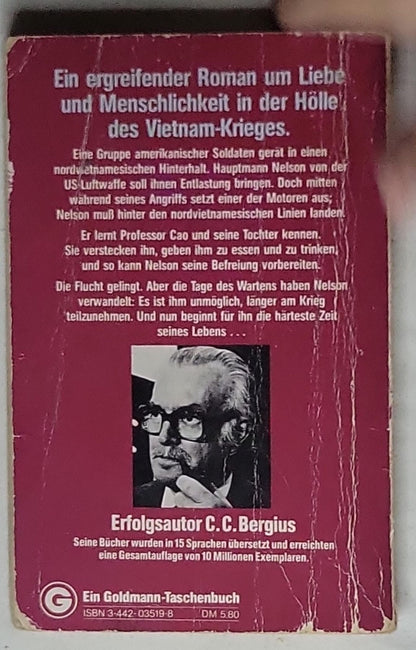 Ein ergreifender Roman um Liebe
und Menschlichkeit in der Hölle
des Vietnam-Krieges.
Eine Gruppe amerikanischer Soldaten gerät in einen
nordvietnamesischen Hinterhalt. Hauptmann Nelson von der
US-Luftwaffe soll ihnen Entlastung bringen. Doch mitten
während seines Angriffs setzt einer der Motoren aus;
Nelson muß hinter den nordvietnamesischen Linien landen.
Er lernt Professor Cao und seine Tochter kennen.
Sie verstecken ihn, geben ihm zu essen und zu trinken,
und so kann Nelson seine Befreiung vorbereiten.
Die Flucht gelingt. Aber die Tage des Wartens haben Nelson
verwandelt: Es ist ihm unmöglich, länger am Krieg
teilzunehmen. Und nun beginnt für ihn die härteste Zeit
seines Lebens . . .
Erfolgsautor C. C. Bergius
Seine Bücher wurden in 15 Sprachen übersetzt und erreichten
eine Gesamtauflage von 10 Millionen Exemplaren.
G Ein Goldmann-Taschenbuch
ISBN 3-442-03519-8 DM 5.80